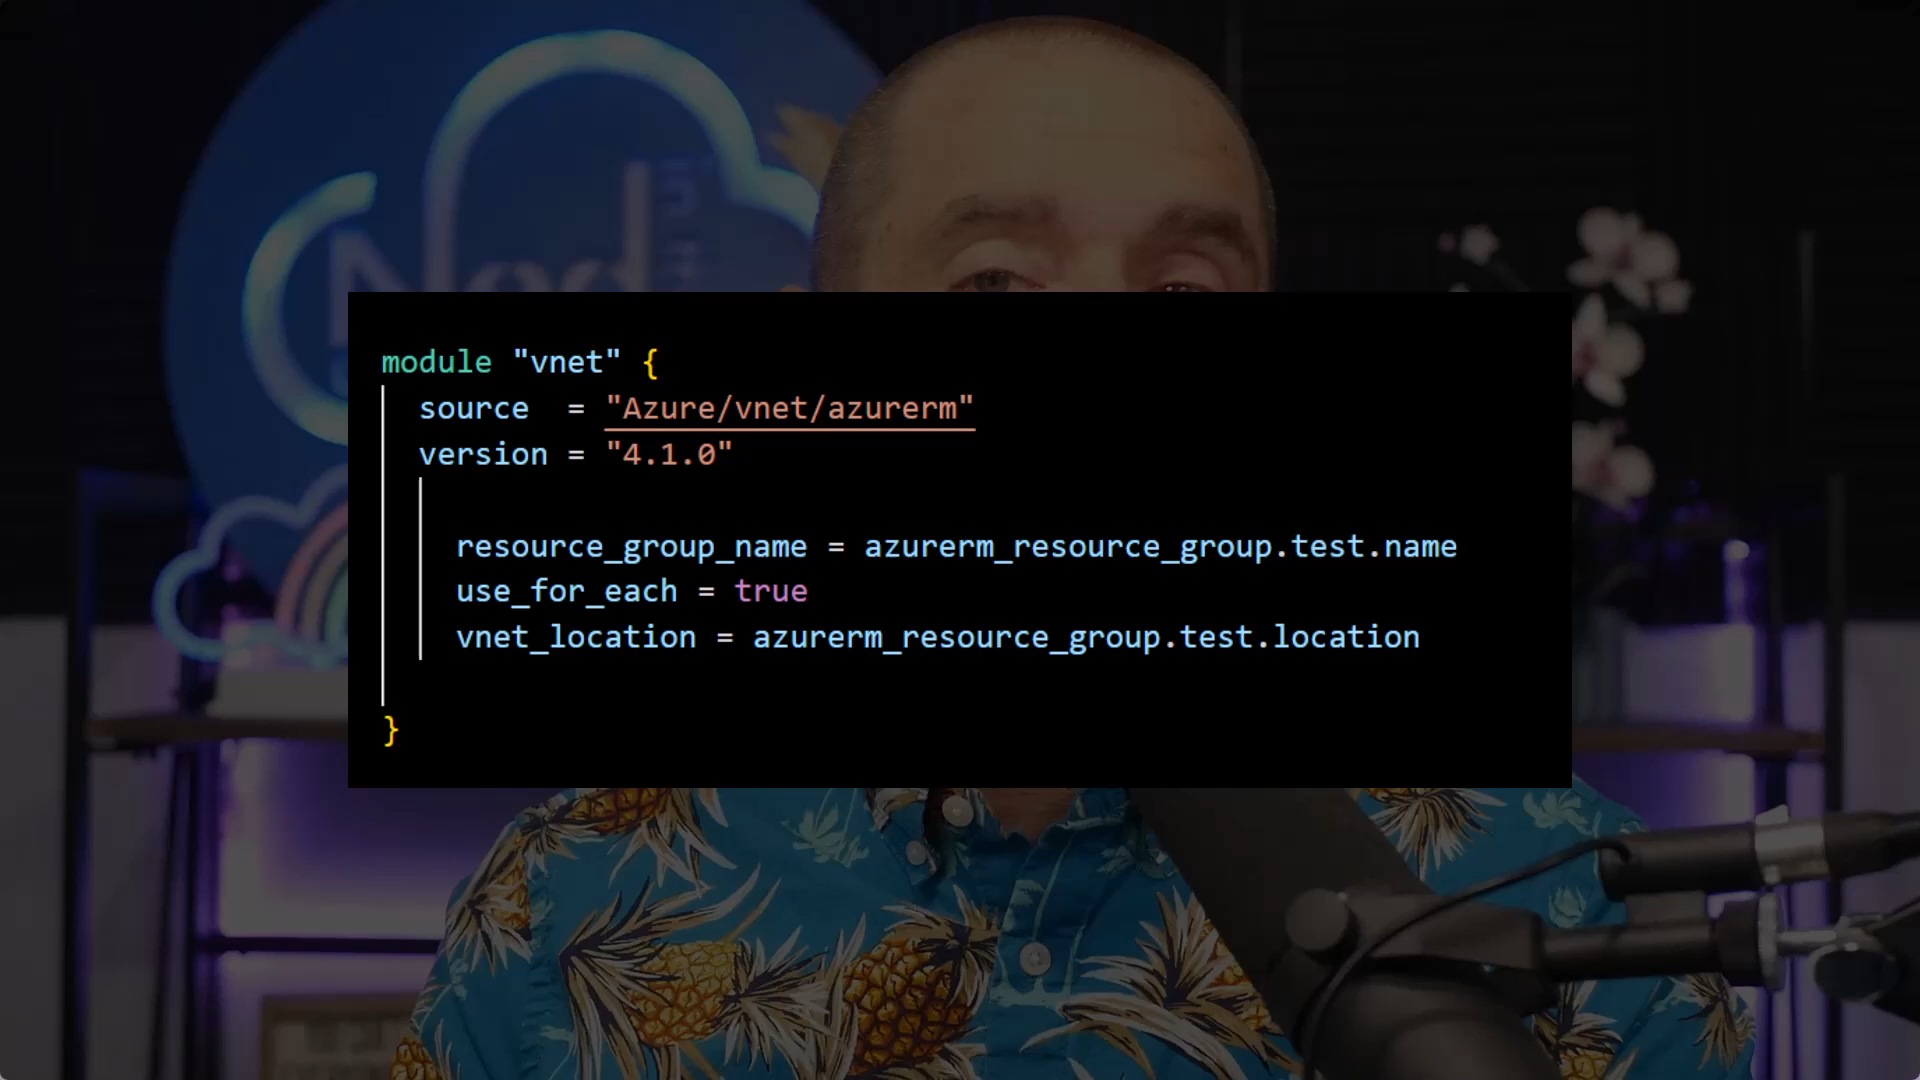 module "vnet" {
source = "Azure/vnet/azurerm"
version = "4.1.0"
resource_group_name = azurerm_resource_group.test.name
use_for_each = true
vnet_location = azurerm_resource_group.test.location
}